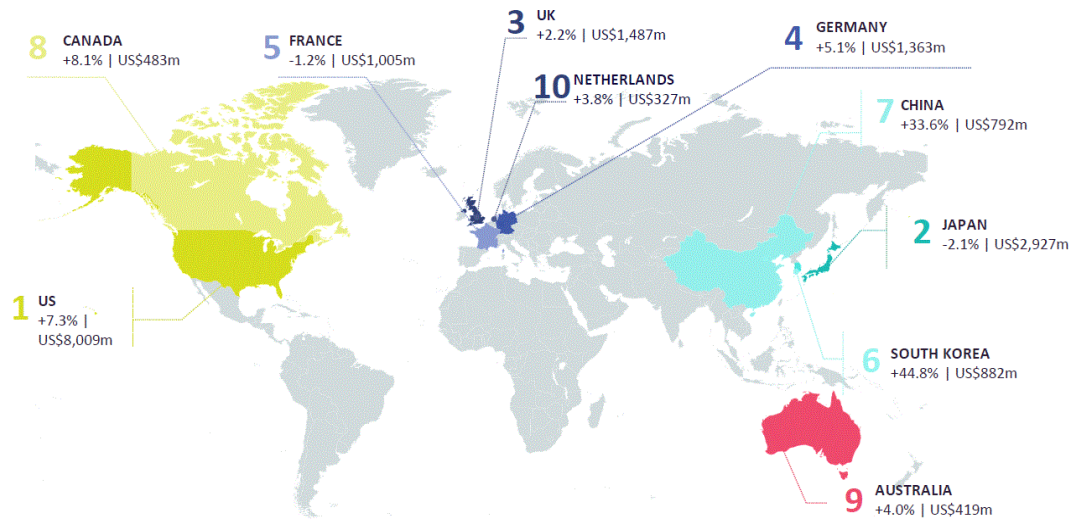 8 CANADA
+8.1% | US$483m
5 FRANCE
-1.2% | US$1,005m
3 UK
+2.2% | US$1,487m
10 NETHERLANDS
+3.8% | US$327m
4 GERMANY
+5.1% | US$1,363m
7 CHINA
+33.6% | US$792m
2 JAPAN
-2.1% | US$2,927m
1 US
+7.3% |
US$8,009m
6 SOUTH KOREA
+44.8% | US$882m
9 AUSTRALIA
+4.0% | US$419m